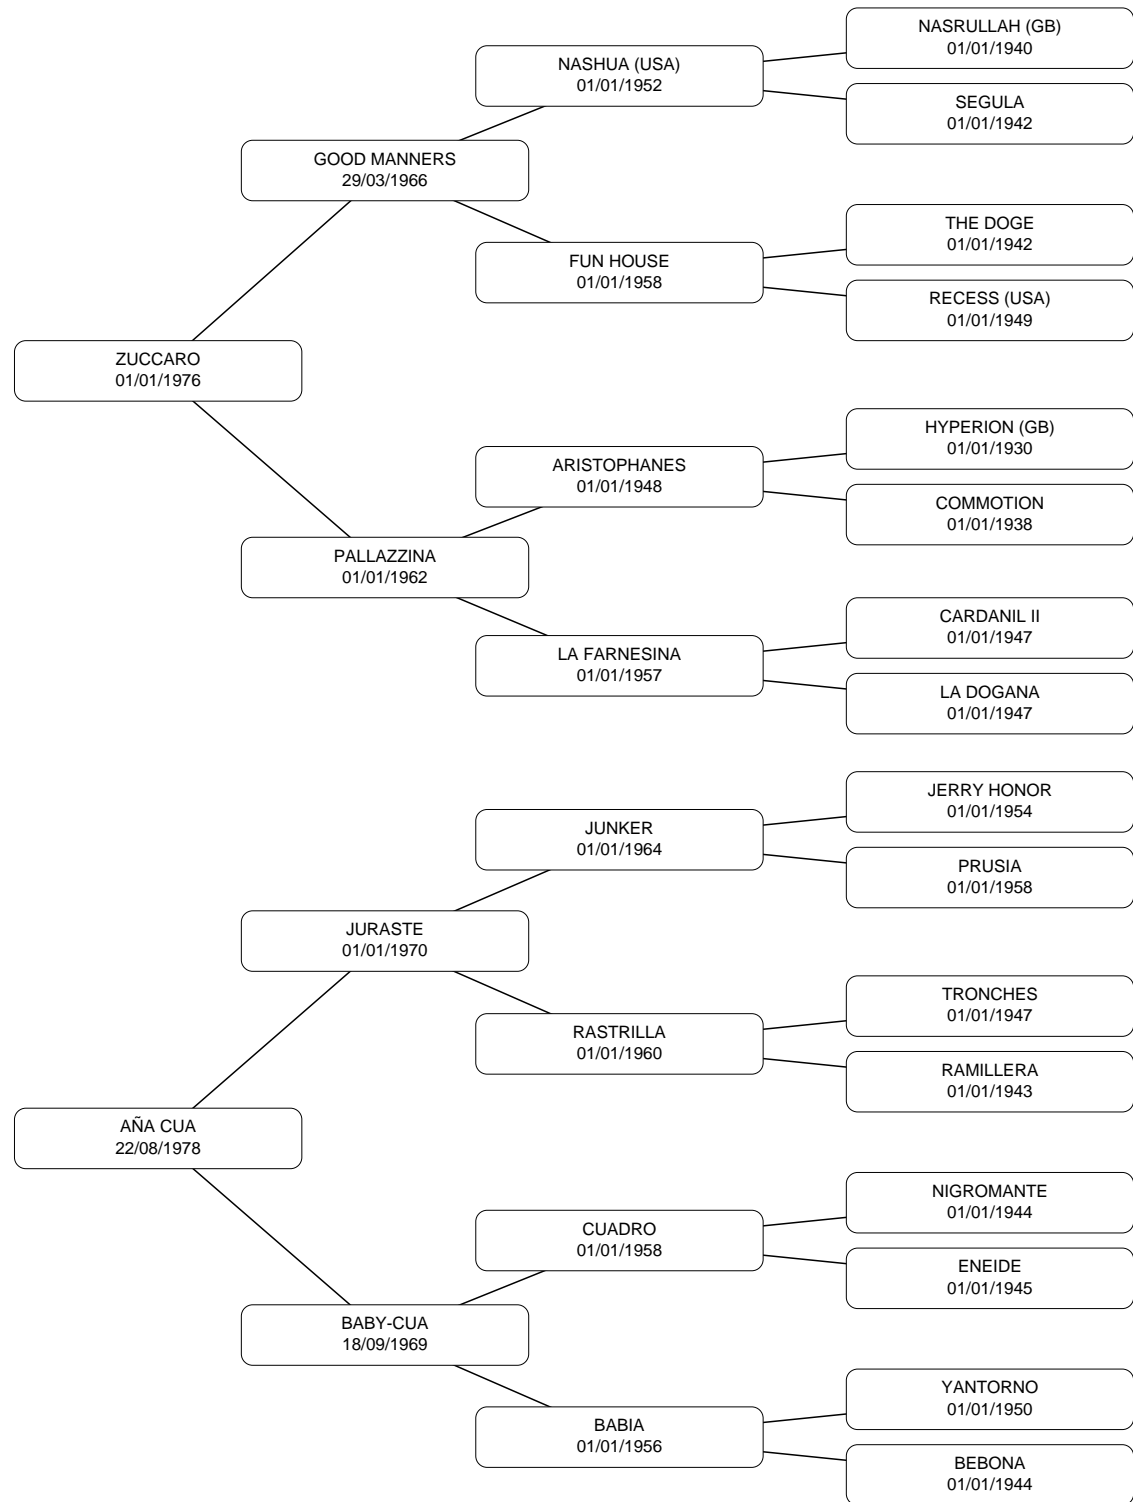 NASRULLAH (GB)
01/01/1940
NASHUA (USA)
01/01/1952
SEGULA
01/01/1942
GOOD MANNERS
29/03/1966
THE DOGE
01/01/1942
FUN HOUSE
01/01/1958
RECESS (USA)
01/01/1949
ZUCCARO
01/01/1976
HYPERION (GB)
01/01/1930
ARISTOPHANES
01/01/1948
COMMOTION
01/01/1938
PALLAZZINA
01/01/1962
CARDANIL II
01/01/1947
LA FARNESINA
01/01/1957
LA DOGANA
01/01/1947
JERRY HONOR
01/01/1954
JUNKER
01/01/1964
PRUSIA
01/01/1958
JURASTE
01/01/1970
TRONCHES
01/01/1947
RASTRILLA
01/01/1960
RAMILLERA
01/01/1943
AÑA CUA
22/08/1978
NIGROMANTE
01/01/1944
CUADRO
01/01/1958
ENEIDE
01/01/1945
BABY-CUA
18/09/1969
YANTORNO
01/01/1950
BABIA
01/01/1956
BEBONA
01/01/1944